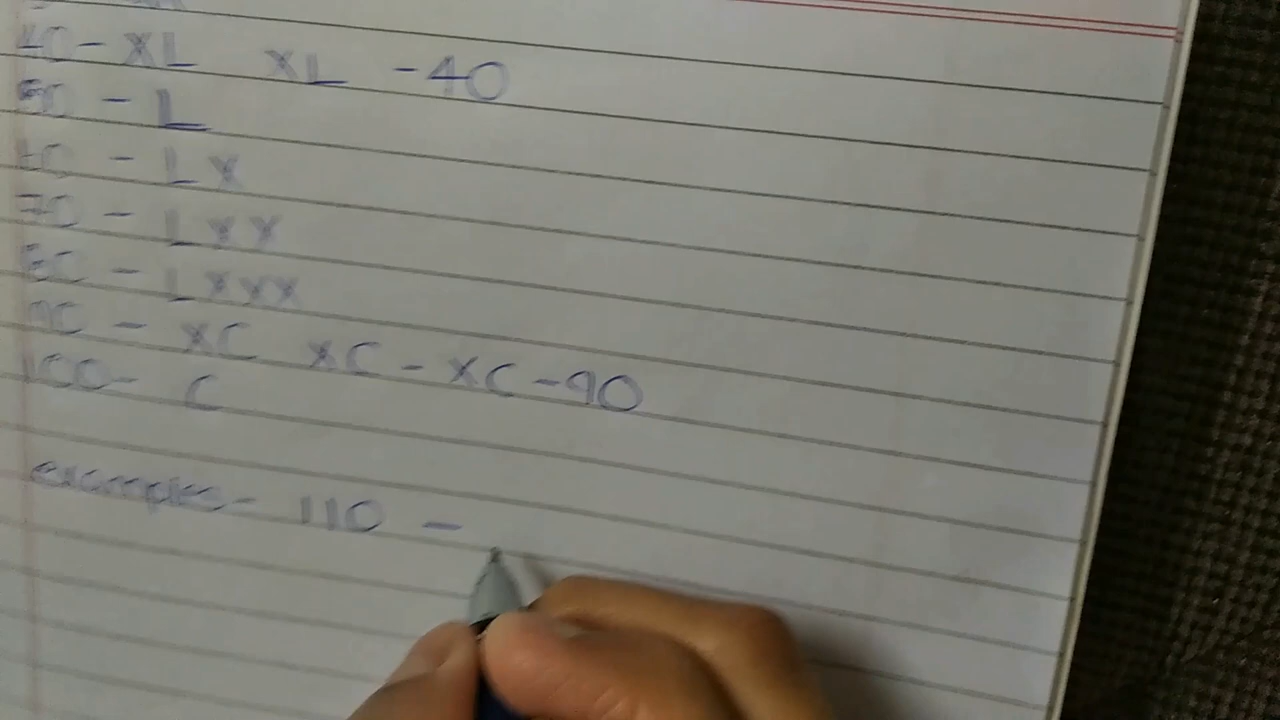 40 - XL XL - 40
50 - L
60 - LX
70 - LXX
80 - LXXX
90 - XC XC - XC - 90
100 - C
examples - 110 -